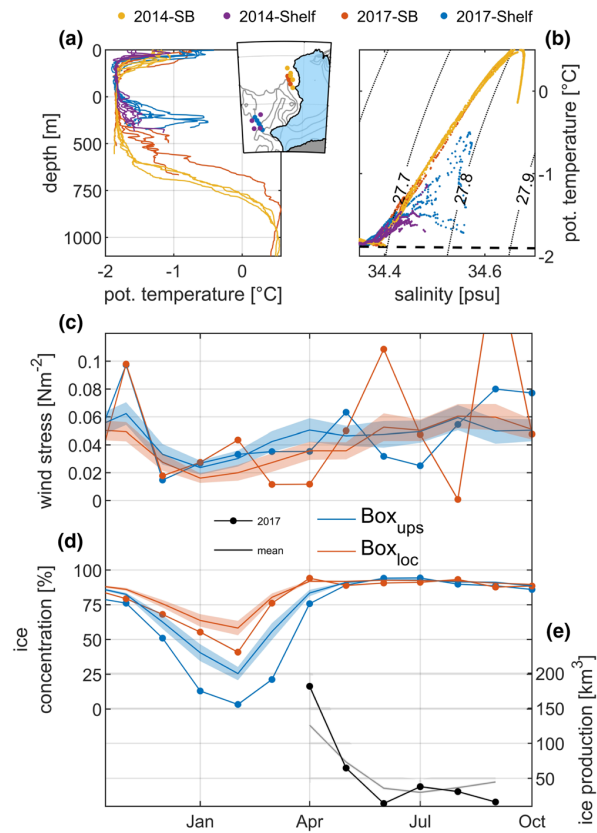 2014-SB 2014-Shelf 2017-SB 2017-Shelf
(a) (b)
0
0
500
750
1000
depth [m]
-2 -1 0
pot. temperature [°C]
27.7 27.8 27.9
0
-1
-2
pot. temperature [°C]
34.4 34.6
salinity [psu]
(c)
0.1
0.08
0.06
0.04
0.02
0
wind stress [Nm-2]
2017 Boxups
mean Boxloc
(d)
100
75
50
25
0
ice
concentration [%]
(e)
200
150
100
50
ice production [km3]
Jan Apr Jul Oct